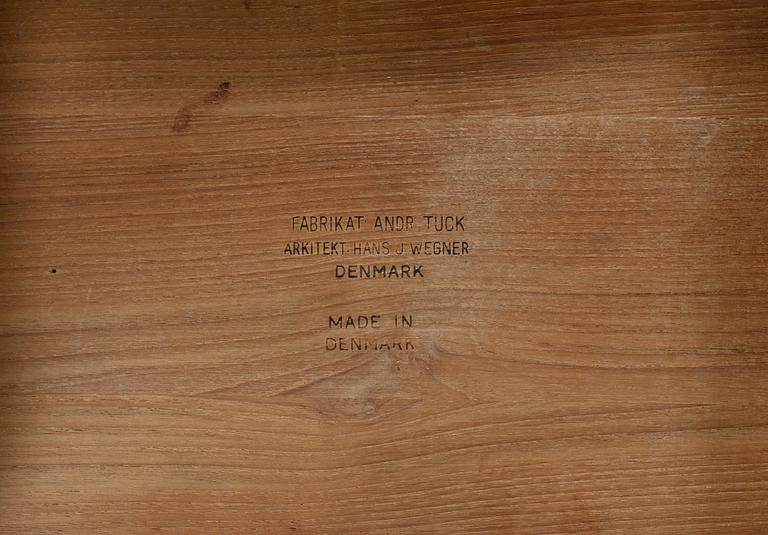 FABRIKAT: ANDR. TUCK
ARKITEKT: HANS J. WEGNER
DENMARK
MADE IN
DENMARK